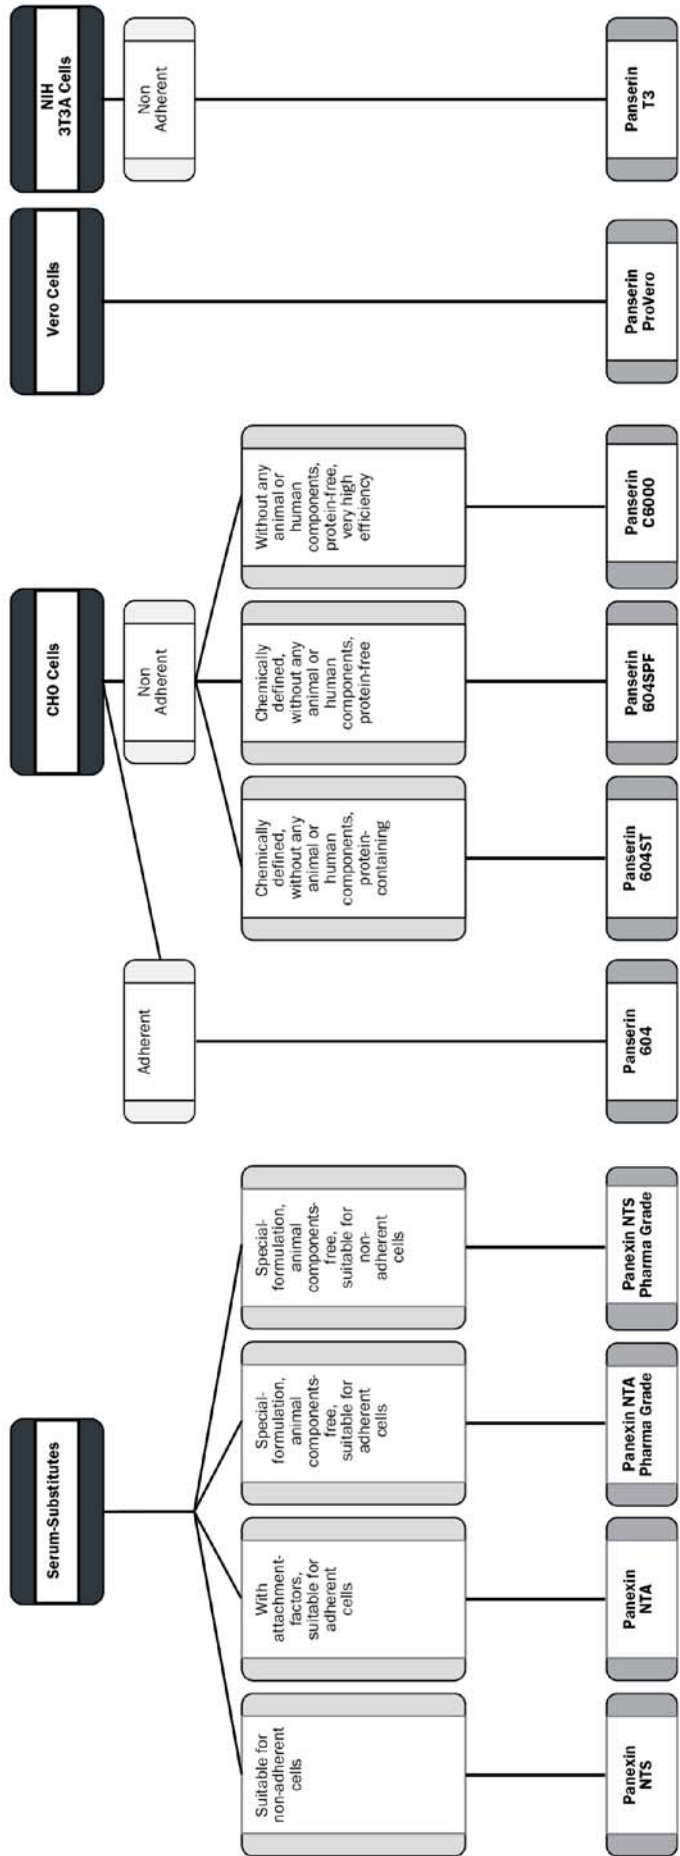 Serum-Substitutes
Suitable for
non-adherent
cells
Panexin
NTS
With
attachment-
factors,
suitable for
adherent
cells
Panexin
NTA
Special-
formulation,
animal
components-
free,
suitable for
adherent
cells
Panexin NTA
Pharma Grade
Special-
formulation,
animal
components-
free,
suitable for
non-
adherent
cells
Panexin NTS
Pharma Grade
CHO Cells
Adherent
Panserin
604
Non
Adherent
Chemically
defined,
without any
animal or
human
components,
protein-
containing
Panserin
604ST
Chemically
defined,
without any
animal or
human
components,
protein-free
Panserin
604SPF
Without any
animal or
human
components,
protein-free,
very high
efficiency
Panserin
C6000
Vero Cells
Panserin
ProVero
NIH
3T3A Cells
Non
Adherent
Panserin
T3